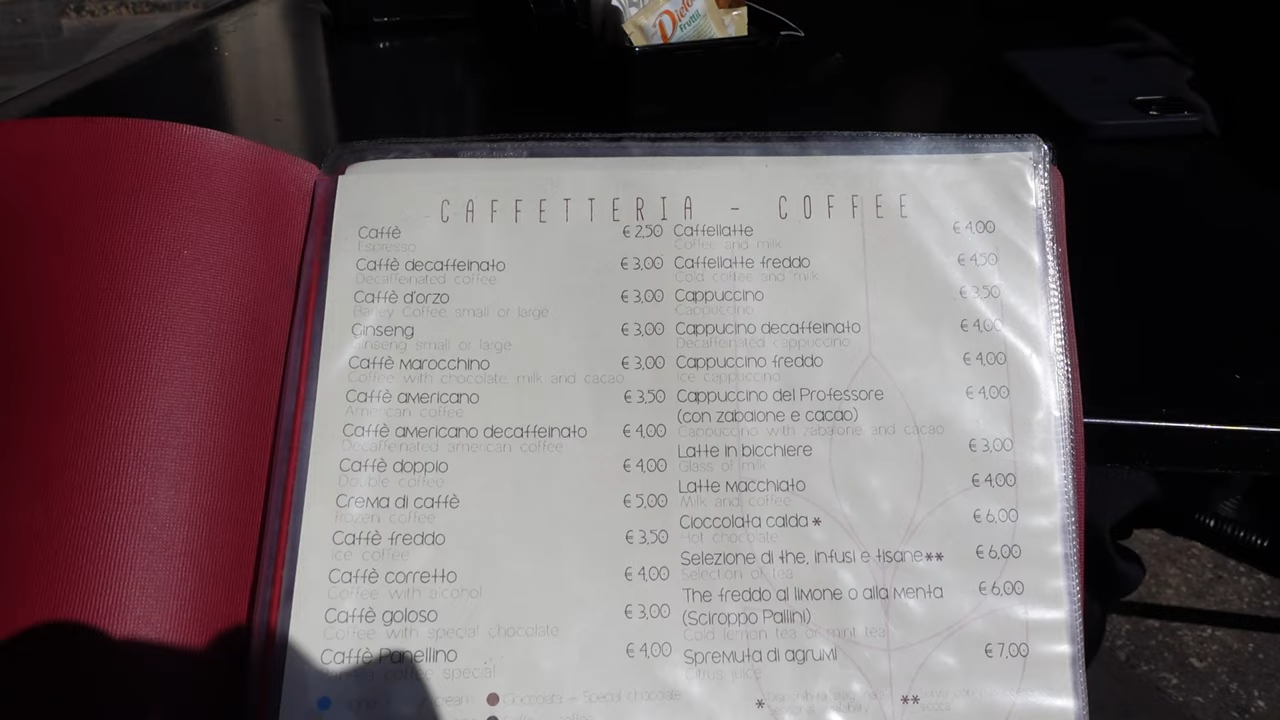 Dietor
Frutti
CAFFETTERIA - COFFEE
Caffè € 2,50
Espresso
Caffè decaffeinato € 3,00
Decaffeinated coffee
Caffè d'orzo € 3,00
Barley Coffee small or large
Ginseng € 3,00
Ginseng small or large
Caffè Marocchino € 3,00
Coffee with chocolate, milk and cacao
Caffè americano € 3,50
American coffee
Caffè americano decaffeinato € 4,00
Decaffeinated american coffee
Caffè doppio € 4,00
Double coffee
Crema di caffè € 5,00
Frozen coffee
Caffè freddo € 3,50
Ice coffee
Caffè corretto € 4,00
Coffee with alcohol
Caffè goloso € 3,00
Coffee with special chocolate
Caffè Panellino € 4,00
coffee special
Caffellatte € 4,00
Coffee and milk
Caffellatte freddo € 4,50
Cold coffee and milk
Cappuccino € 3,50
Cappuccino
Cappucino decaffeinato € 4,00
Decaffeinated cappuccino
Cappuccino freddo € 4,00
Ice cappuccino
Cappuccino del Professore € 4,00
(con zabaione e cacao)
Cappuccino with zabaione and cacao
Latte in bicchiere € 3,00
Glass of milk
Latte Macchiato € 4,00
Milk and coffee
Cioccolata calda * € 6,00
Hot chocolate
Selezione di the, infusi e tisane** € 6,00
Selection of tea
The freddo al limone o alla menta € 6,00
(Sciroppo Pallini)
Cold lemon tea or mint tea
Spremuta di agrumi € 7,00
Citrus juice
Cioccolata - Special chocolate
*
**